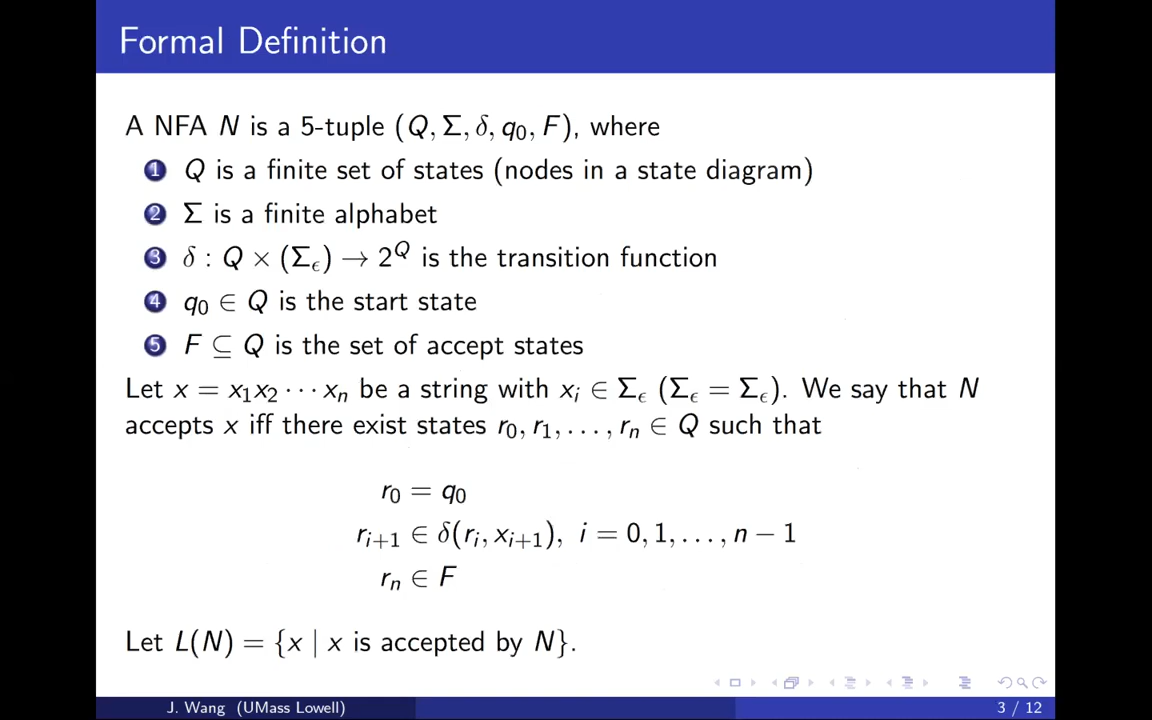 Formal Definition
A NFA N is a 5-tuple (Q, Σ, δ, q₀, F), where
1 Q is a finite set of states (nodes in a state diagram)
2 Σ is a finite alphabet
3 δ : Q × (Σ_ϵ) → 2^Q is the transition function
4 q₀ ∈ Q is the start state
5 F ⊆ Q is the set of accept states
Let x = x₁x₂ ··· xₙ be a string with xᵢ ∈ Σ_ϵ (Σ_ϵ = Σ_ϵ). We say that N
accepts x iff there exist states r₀, r₁, . . . , rₙ ∈ Q such that
r₀ = q₀
rᵢ₊₁ ∈ δ(rᵢ, xᵢ₊₁), i = 0, 1, . . . , n − 1
rₙ ∈ F
Let L(N) = {x | x is accepted by N}.
J. Wang (UMass Lowell)
3 / 12